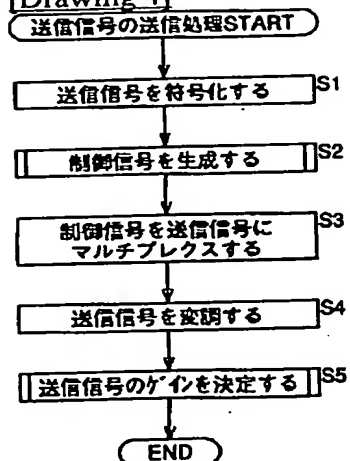 [Drawing 4]
送信信号の送信処理START
送信信号を符号化する
S1
制御信号を生成する
S2
制御信号を送信信号に
マルチプレクスする
S3
送信信号を変調する
S4
送信信号のゲインを決定する
S5
END